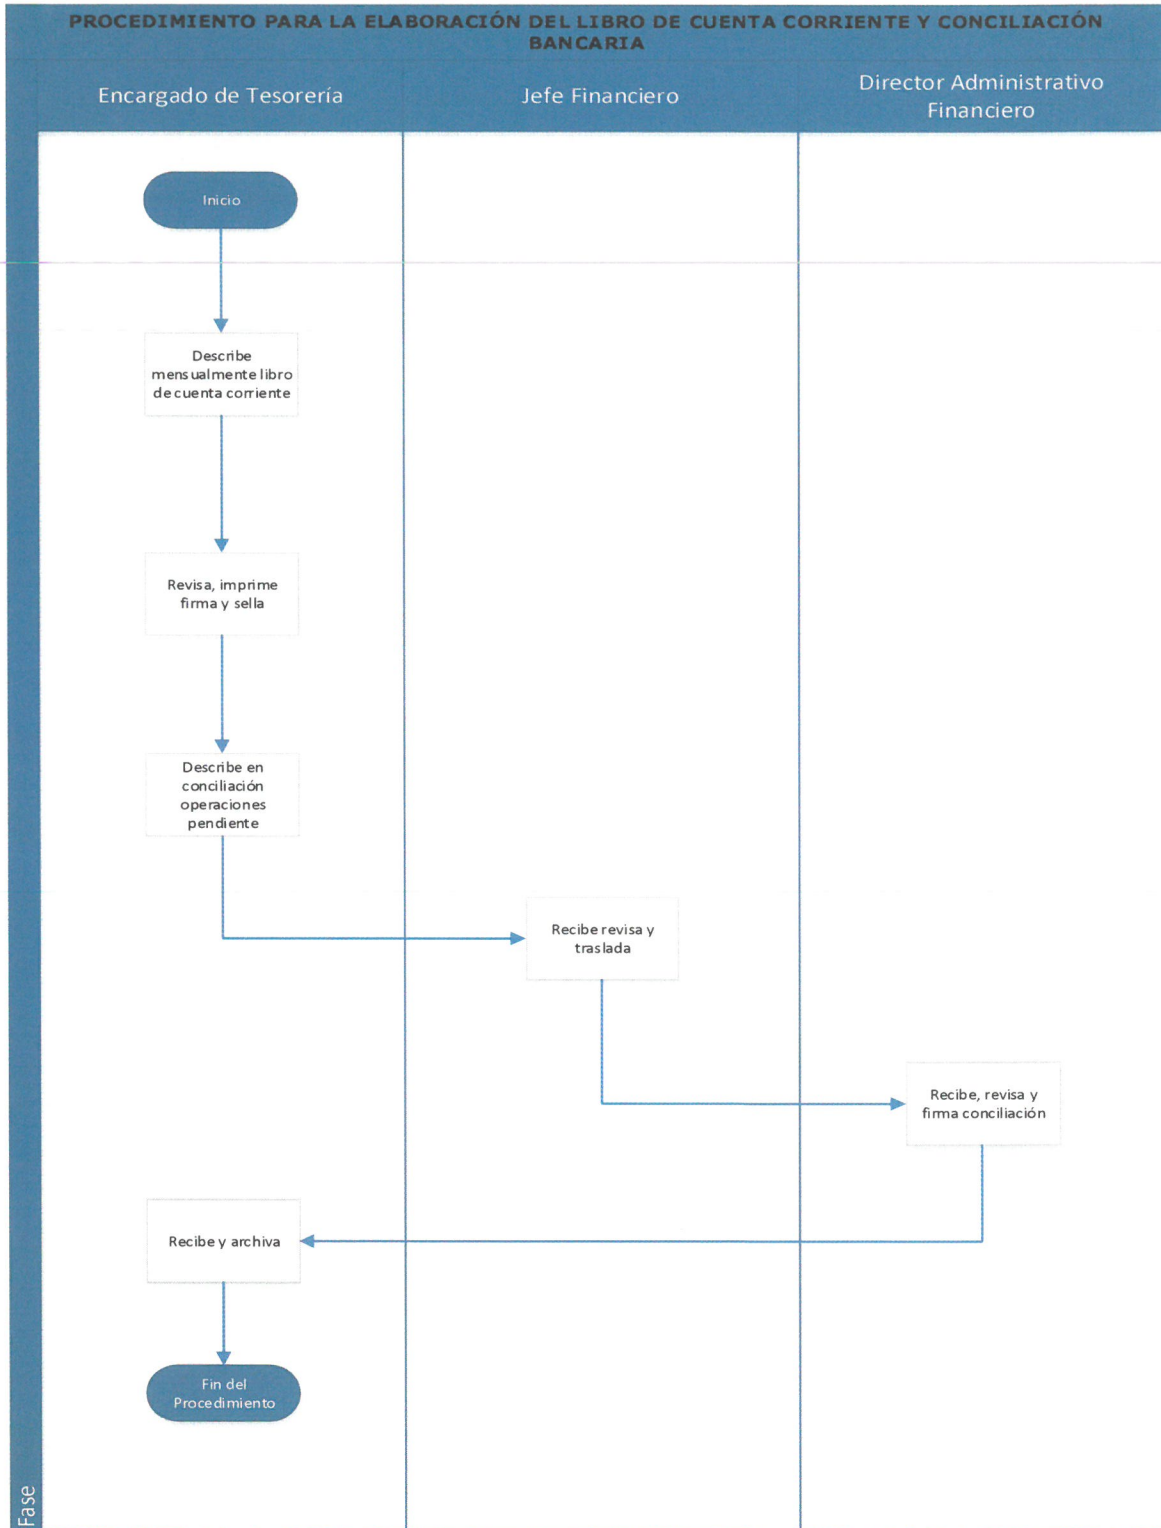 PROCEDIMIENTO PARA LA ELABORACIÓN DEL LIBRO DE CUENTA CORRIENTE Y CONCILIACIÓN
BANCARIA
Encargado de Tesorería
Jefe Financiero
Director Administrativo
Financiero
Inicio
Describe
mensualmente libro
de cuenta corriente
Revisa, imprime
firma y sella
Describe en
conciliación
operaciones
pendiente
Recibe revisa y
traslada
Recibe, revisa y
firma conciliación
Recibe y archiva
Fin del
Procedimiento
Fase